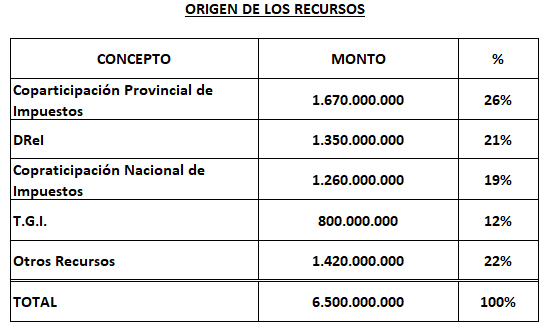 ORIGEN DE LOS RECURSOS
CONCEPTO MONTO %
Coparticipación Provincial de
Impuestos 1.670.000.000 26%
DReI 1.350.000.000 21%
Copraticipación Nacional de
Impuestos 1.260.000.000 19%
T.G.I. 800.000.000 12%
Otros Recursos 1.420.000.000 22%
TOTAL 6.500.000.000 100%